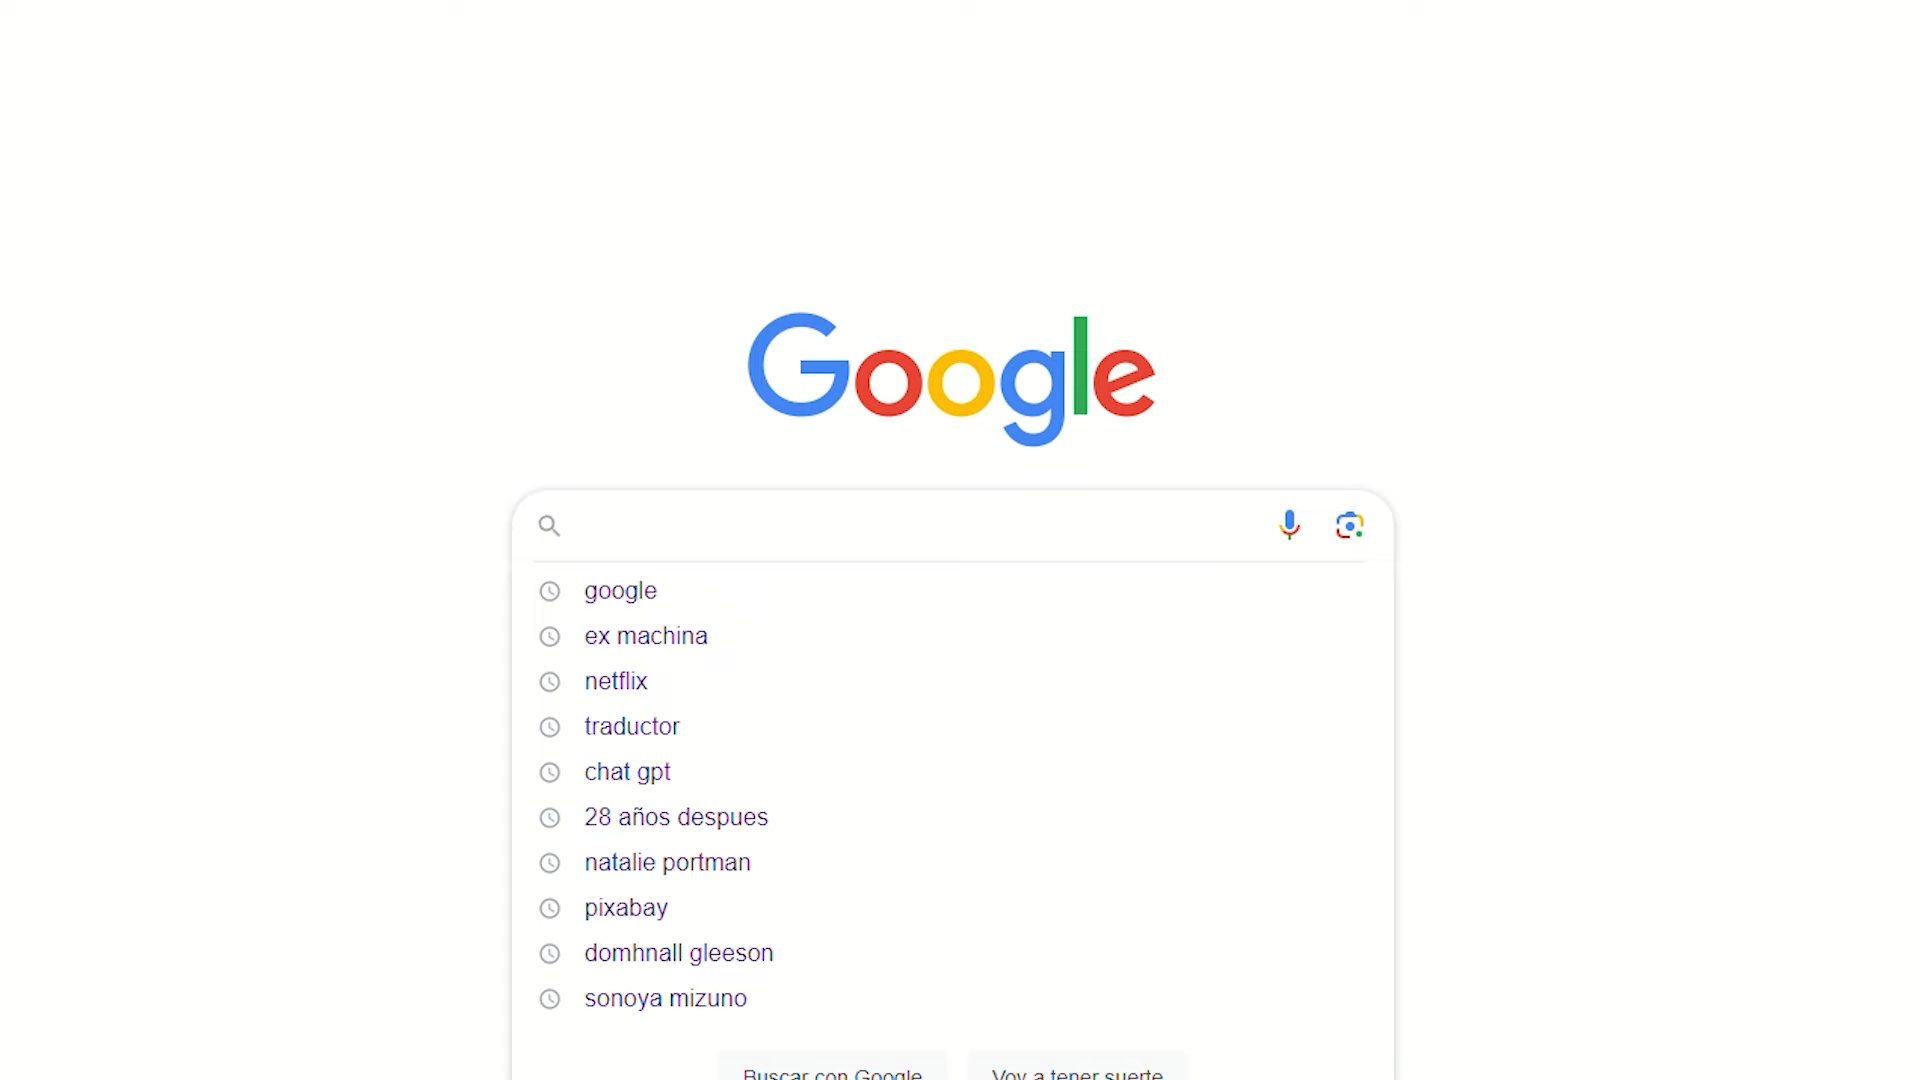 Google
google
ex machina
netflix
traductor
chat gpt
28 años despues
natalie portman
pixabay
domhnall gleeson
sonoya mizuno
Buscar con Google
Voy a tener suerte